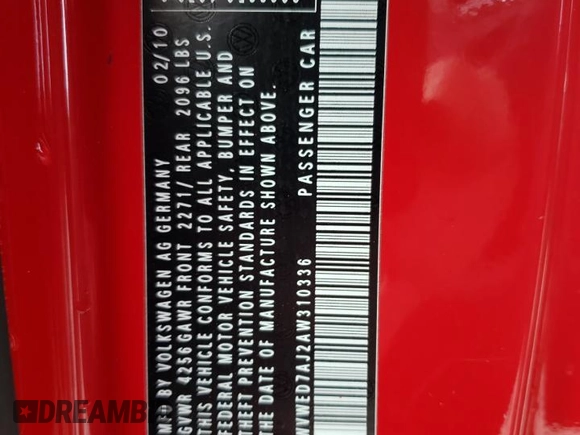 MFD BY VOLKSWAGEN AG GERMANY 02/10
GVWR 4256 GAWR FRONT 2271/ REAR 2096 LBS
THIS VEHICLE CONFORMS TO ALL APPLICABLE U.S.
FEDERAL MOTOR VEHICLE SAFETY, BUMPER AND
THEFT PREVENTION STANDARDS IN EFFECT ON
THE DATE OF MANUFACTURE SHOWN ABOVE.
WVWED7AJ2AW310336 PASSENGER CAR
DREAMB